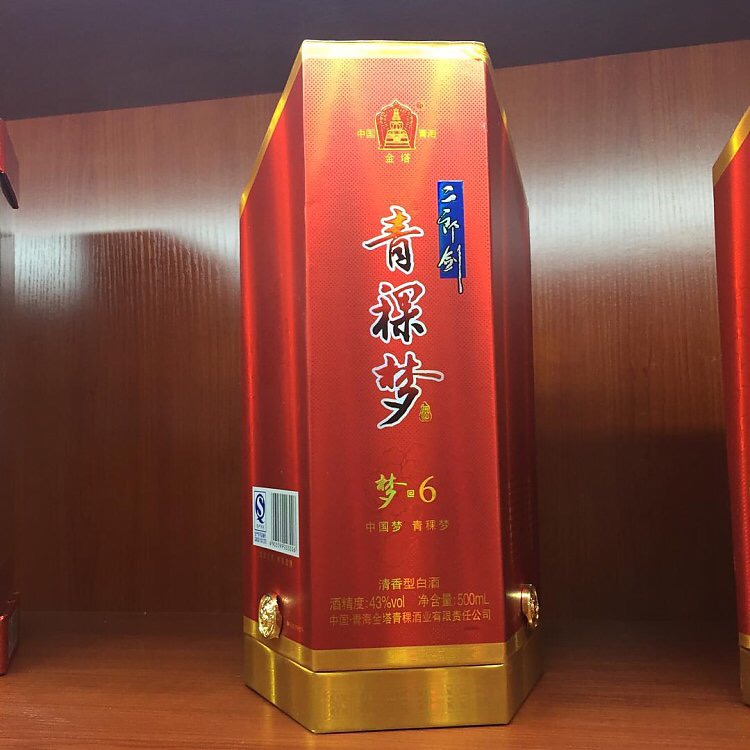 中国 青海
金塔
二郎剑
青稞梦
梦回6
中国梦 青稞梦
清香型白酒
酒精度:43%vol 净含量:500mL
中国·青海金塔青稞酒业有限责任公司